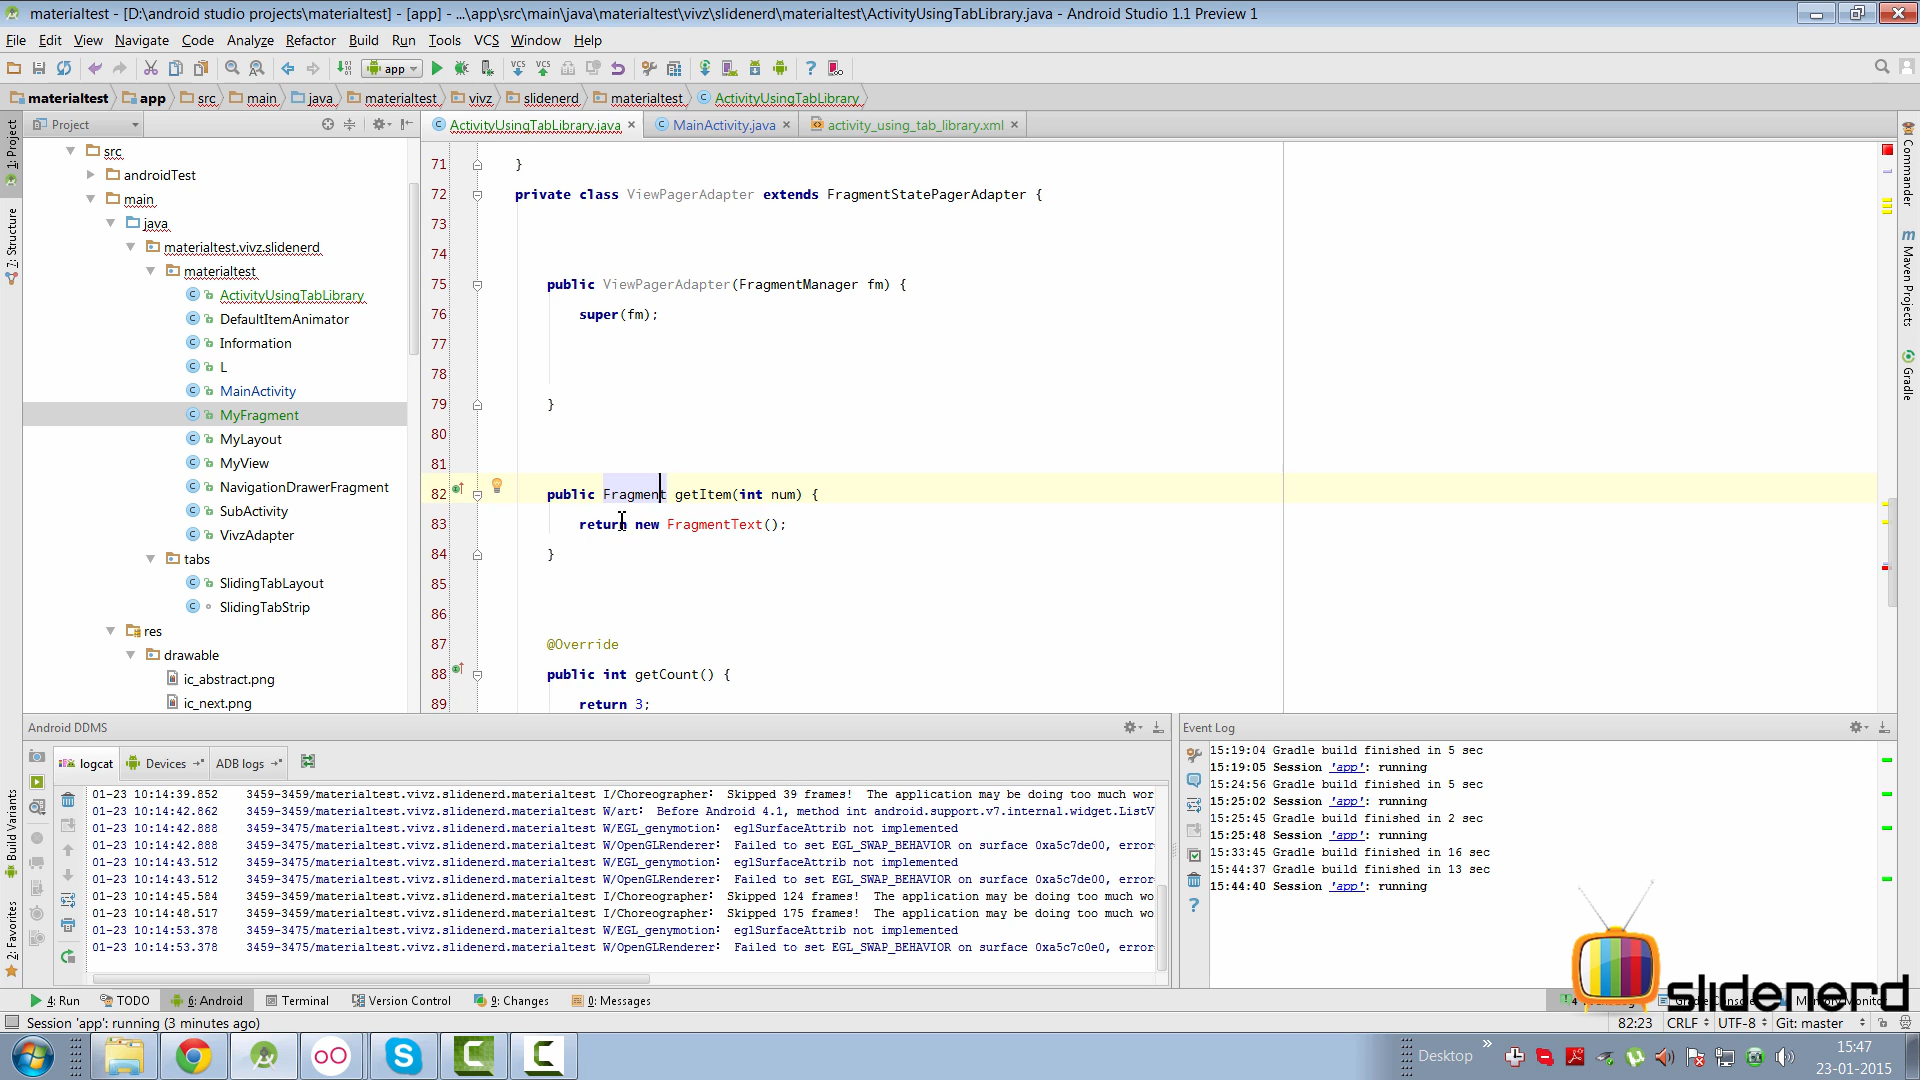 materialtest - [D:\android studio projects\materialtest] - [app] - ...\app\src\main\java\materialtest\vivz\slidenerd\materialtest\ActivityUsingTabLibrary.java - Android Studio 1.1 Preview 1
File Edit View Navigate Code Analyze Refactor Build Run Tools VCS Window Help
app
materialtest app src main java materialtest vivz slidenerd materialtest ActivityUsingTabLibrary
Project
ActivityUsingTabLibrary.java MainActivity.java activity_using_tab_library.xml
1: Project
7: Structure
Build Variants
2: Favorites
Commander
Maven Projects
Gradle
src
androidTest
main
java
materialtest.vivz.slidenerd
materialtest
ActivityUsingTabLibrary
DefaultItemAnimator
Information
L
MainActivity
MyFragment
MyLayout
MyView
NavigationDrawerFragment
SubActivity
VivzAdapter
tabs
SlidingTabLayout
SlidingTabStrip
res
drawable
ic_abstract.png
ic_next.png
71 }
72 private class ViewPagerAdapter extends FragmentStatePagerAdapter {
73
74
75 public ViewPagerAdapter(FragmentManager fm) {
76 super(fm);
77
78
79 }
80
81
82 public Fragment getItem(int num) {
83 return new FragmentText();
84 }
85
86
87 @Override
88 public int getCount() {
89 return 3;
Android DDMS
logcat Devices ADB logs
01-23 10:14:39.852 3459-3459/materialtest.vivz.slidenerd.materialtest I/Choreographer: Skipped 39 frames! The application may be doing too much wor
01-23 10:14:42.862 3459-3459/materialtest.vivz.slidenerd.materialtest W/art: Before Android 4.1, method int android.support.v7.internal.widget.ListV
01-23 10:14:42.888 3459-3475/materialtest.vivz.slidenerd.materialtest W/EGL_genymotion: eglSurfaceAttrib not implemented
01-23 10:14:42.888 3459-3475/materialtest.vivz.slidenerd.materialtest W/OpenGLRenderer: Failed to set EGL_SWAP_BEHAVIOR on surface 0xa5c7de00, error
01-23 10:14:43.512 3459-3475/materialtest.vivz.slidenerd.materialtest W/EGL_genymotion: eglSurfaceAttrib not implemented
01-23 10:14:43.512 3459-3475/materialtest.vivz.slidenerd.materialtest W/OpenGLRenderer: Failed to set EGL_SWAP_BEHAVIOR on surface 0xa5c7de00, error
01-23 10:14:45.584 3459-3459/materialtest.vivz.slidenerd.materialtest I/Choreographer: Skipped 124 frames! The application may be doing too much wo
01-23 10:14:48.517 3459-3459/materialtest.vivz.slidenerd.materialtest I/Choreographer: Skipped 175 frames! The application may be doing too much wo
01-23 10:14:53.378 3459-3475/materialtest.vivz.slidenerd.materialtest W/EGL_genymotion: eglSurfaceAttrib not implemented
01-23 10:14:53.378 3459-3475/materialtest.vivz.slidenerd.materialtest W/OpenGLRenderer: Failed to set EGL_SWAP_BEHAVIOR on surface 0xa5c7c0e0, error
Event Log
15:19:04 Gradle build finished in 5 sec
15:19:05 Session 'app': running
15:24:56 Gradle build finished in 5 sec
15:25:02 Session 'app': running
15:25:45 Gradle build finished in 2 sec
15:25:48 Session 'app': running
15:33:45 Gradle build finished in 16 sec
15:44:37 Gradle build finished in 13 sec
15:44:40 Session 'app': running
slidenerd
4: Run TODO 6: Android Terminal Version Control 9: Changes 0: Messages
Session 'app': running (3 minutes ago)
82:23 CRLF UTF-8 Git: master
Desktop
15:47
23-01-2015